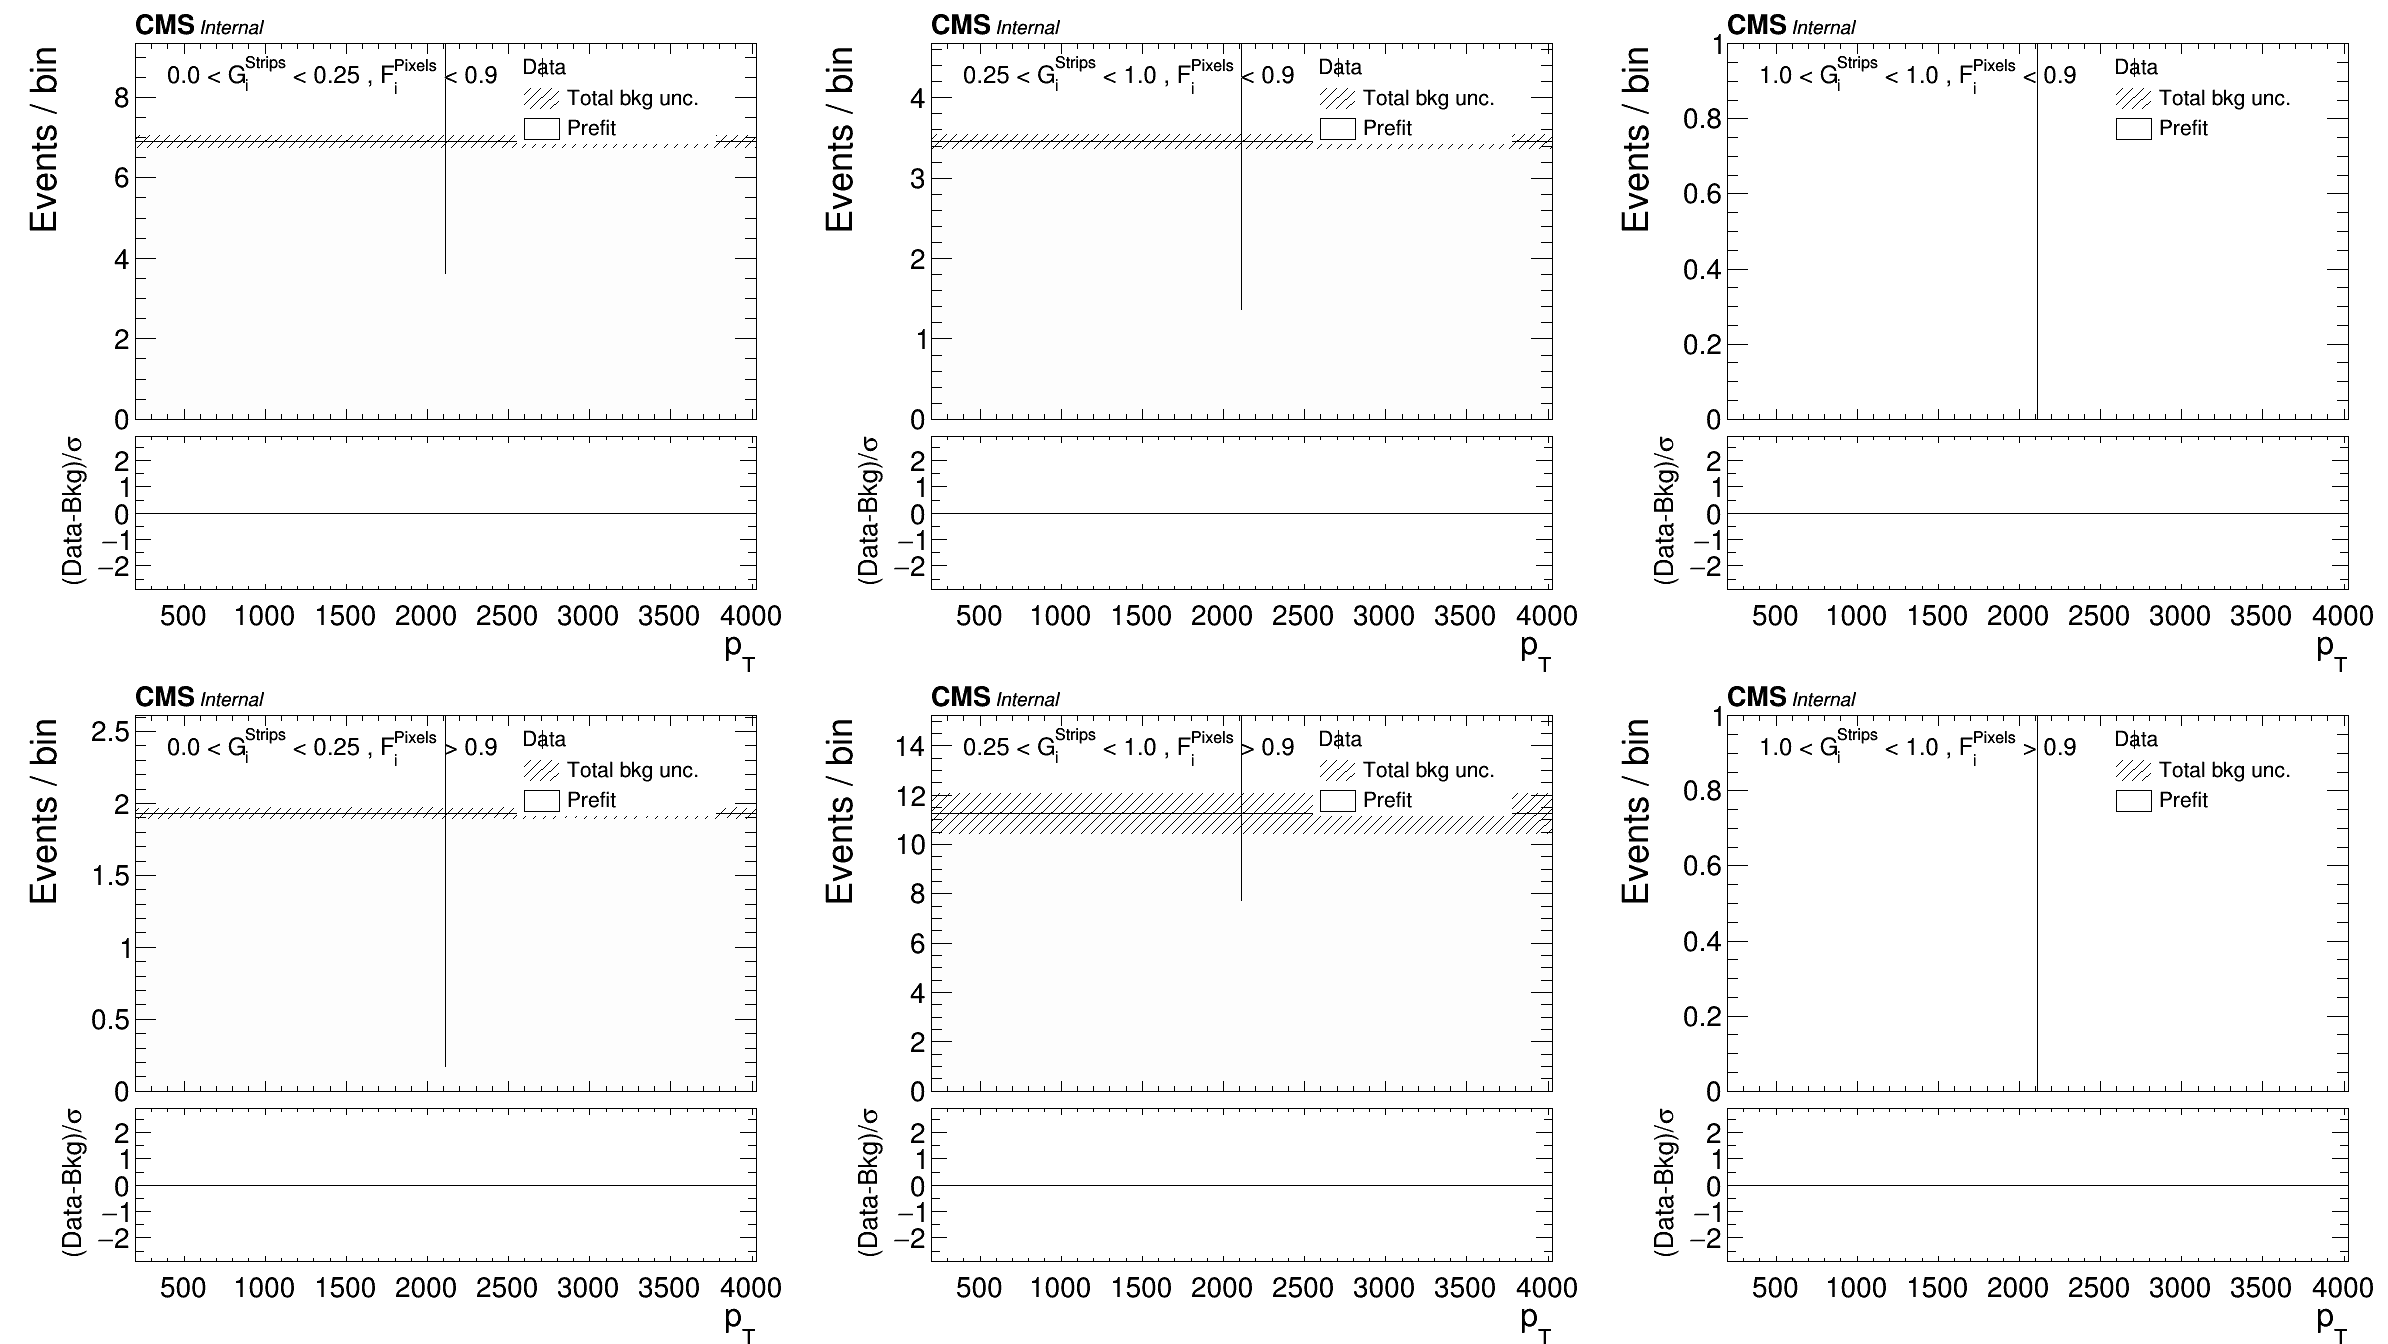 CMS Internal
0.0 < G_i^Strips < 0.25 , F_i^Pixels < 0.9
Data
Total bkg unc.
Prefit
Events / bin
8
6
4
2
0
(Data-Bkg)/σ
2
1
0
−1
−2
500 1000 1500 2000 2500 3000 3500 4000
p_T
CMS Internal
0.25 < G_i^Strips < 1.0 , F_i^Pixels < 0.9
Data
Total bkg unc.
Prefit
Events / bin
4
3
2
1
0
(Data-Bkg)/σ
2
1
0
−1
−2
500 1000 1500 2000 2500 3000 3500 4000
p_T
CMS Internal
1.0 < G_i^Strips < 1.0 , F_i^Pixels < 0.9
Data
Total bkg unc.
Prefit
Events / bin
1
0.8
0.6
0.4
0.2
0
(Data-Bkg)/σ
2
1
0
−1
−2
500 1000 1500 2000 2500 3000 3500 4000
p_T
CMS Internal
0.0 < G_i^Strips < 0.25 , F_i^Pixels > 0.9
Data
Total bkg unc.
Prefit
Events / bin
2.5
2
1.5
1
0.5
0
(Data-Bkg)/σ
2
1
0
−1
−2
500 1000 1500 2000 2500 3000 3500 4000
p_T
CMS Internal
0.25 < G_i^Strips < 1.0 , F_i^Pixels > 0.9
Data
Total bkg unc.
Prefit
Events / bin
14
12
10
8
6
4
2
0
(Data-Bkg)/σ
2
1
0
−1
−2
500 1000 1500 2000 2500 3000 3500 4000
p_T
CMS Internal
1.0 < G_i^Strips < 1.0 , F_i^Pixels > 0.9
Data
Total bkg unc.
Prefit
Events / bin
1
0.8
0.6
0.4
0.2
0
(Data-Bkg)/σ
2
1
0
−1
−2
500 1000 1500 2000 2500 3000 3500 4000
p_T